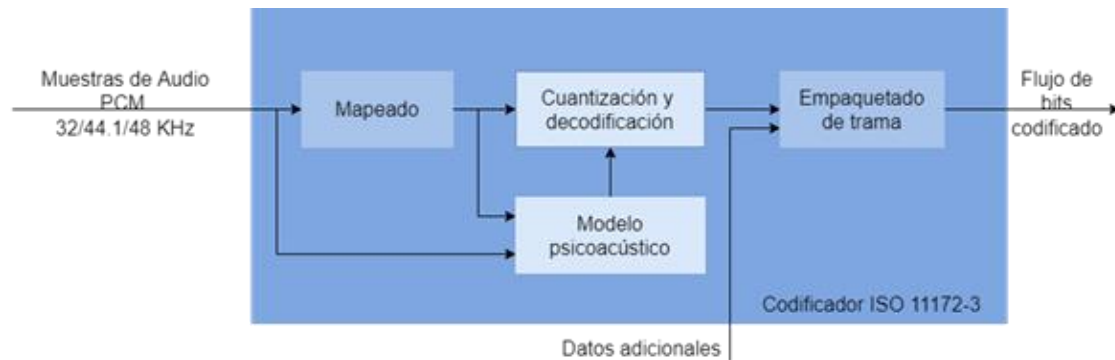 Muestras de Audio
PCM
32/44.1/48 KHz
Mapeado
Cuantización y
decodificación
Modelo
psicoacústico
Empaquetado
de trama
Flujo de
bits
codificado
Codificador ISO 11172-3
Datos adicionales